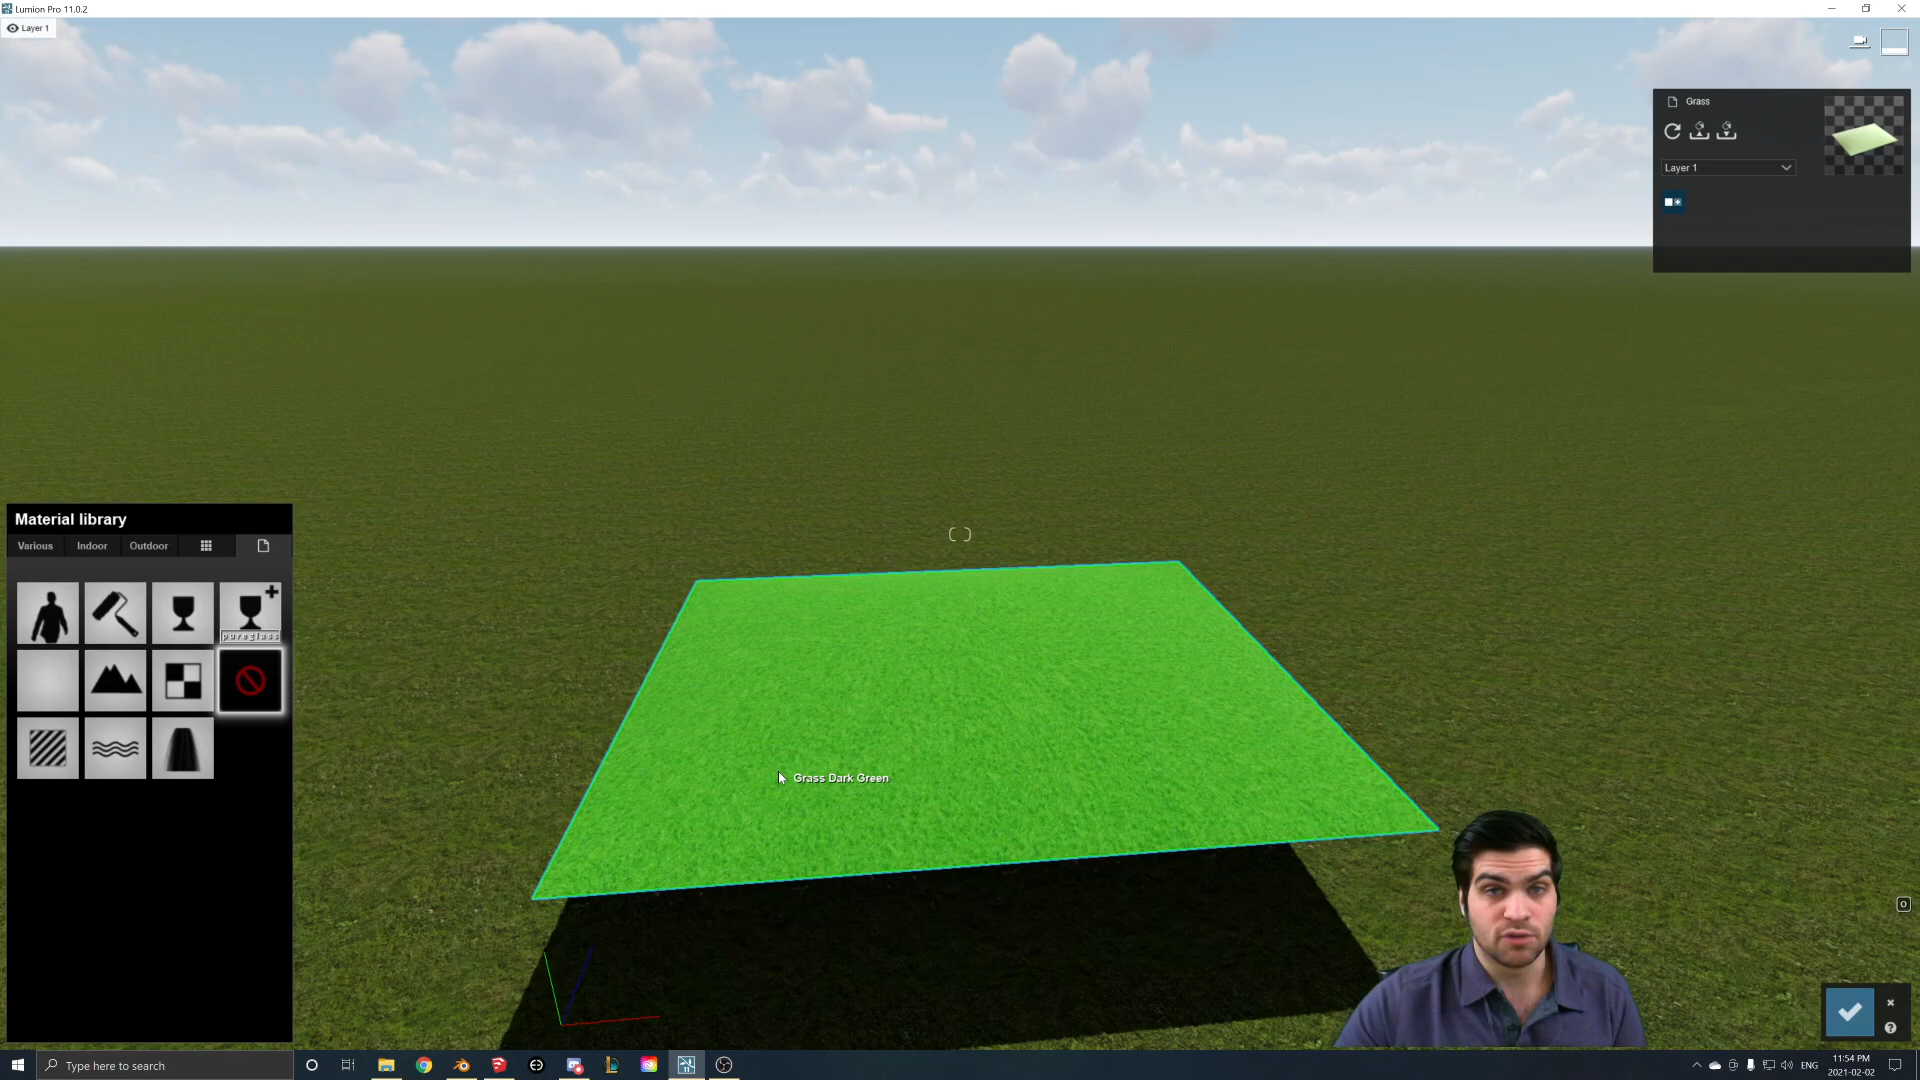 Lumion Pro 11.0.2
Layer 1
Grass
Layer 1
Material library
Various Indoor Outdoor
pureglass
Grass Dark Green
Type here to search
ENG
11:54 PM
2021-02-02